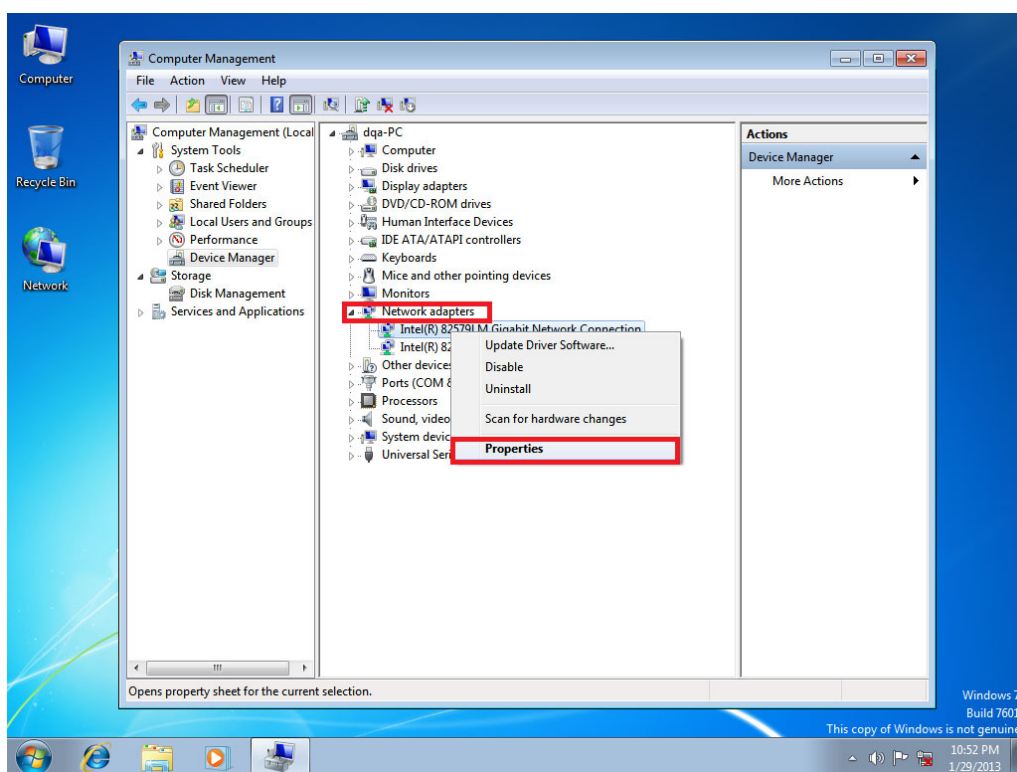 Computer
Recycle Bin
Network
Computer Management
File Action View Help
Computer Management (Local
System Tools
Task Scheduler
Event Viewer
Shared Folders
Local Users and Groups
Performance
Device Manager
Storage
Disk Management
Services and Applications
dqa-PC
Computer
Disk drives
Display adapters
DVD/CD-ROM drives
Human Interface Devices
IDE ATA/ATAPI controllers
Keyboards
Mice and other pointing devices
Monitors
Network adapters
Intel(R) 82579LM Gigabit Network Connection
Intel(R) 82
Other devices
Ports (COM &
Processors
Sound, video
System devic
Universal Seri
Update Driver Software...
Disable
Uninstall
Scan for hardware changes
Properties
Actions
Device Manager
More Actions
Opens property sheet for the current selection.
Windows 7
Build 7601
This copy of Windows is not genuine
10:52 PM
1/29/2013